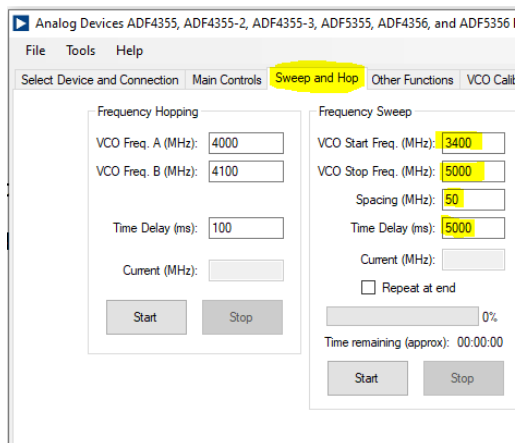 Analog Devices ADF4355, ADF4355-2, ADF4355-3, ADF5355, ADF4356, and ADF5356
File Tools Help
Select Device and Connection Main Controls Sweep and Hop Other Functions VCO Calib
Frequency Hopping
VCO Freq. A (MHz): 4000
VCO Freq. B (MHz): 4100
Time Delay (ms): 100
Current (MHz):
Start Stop
Frequency Sweep
VCO Start Freq. (MHz): 3400
VCO Stop Freq. (MHz): 5000
Spacing (MHz): 50
Time Delay (ms): 5000
Current (MHz):
Repeat at end
0%
Time remaining (approx): 00:00:00
Start Stop